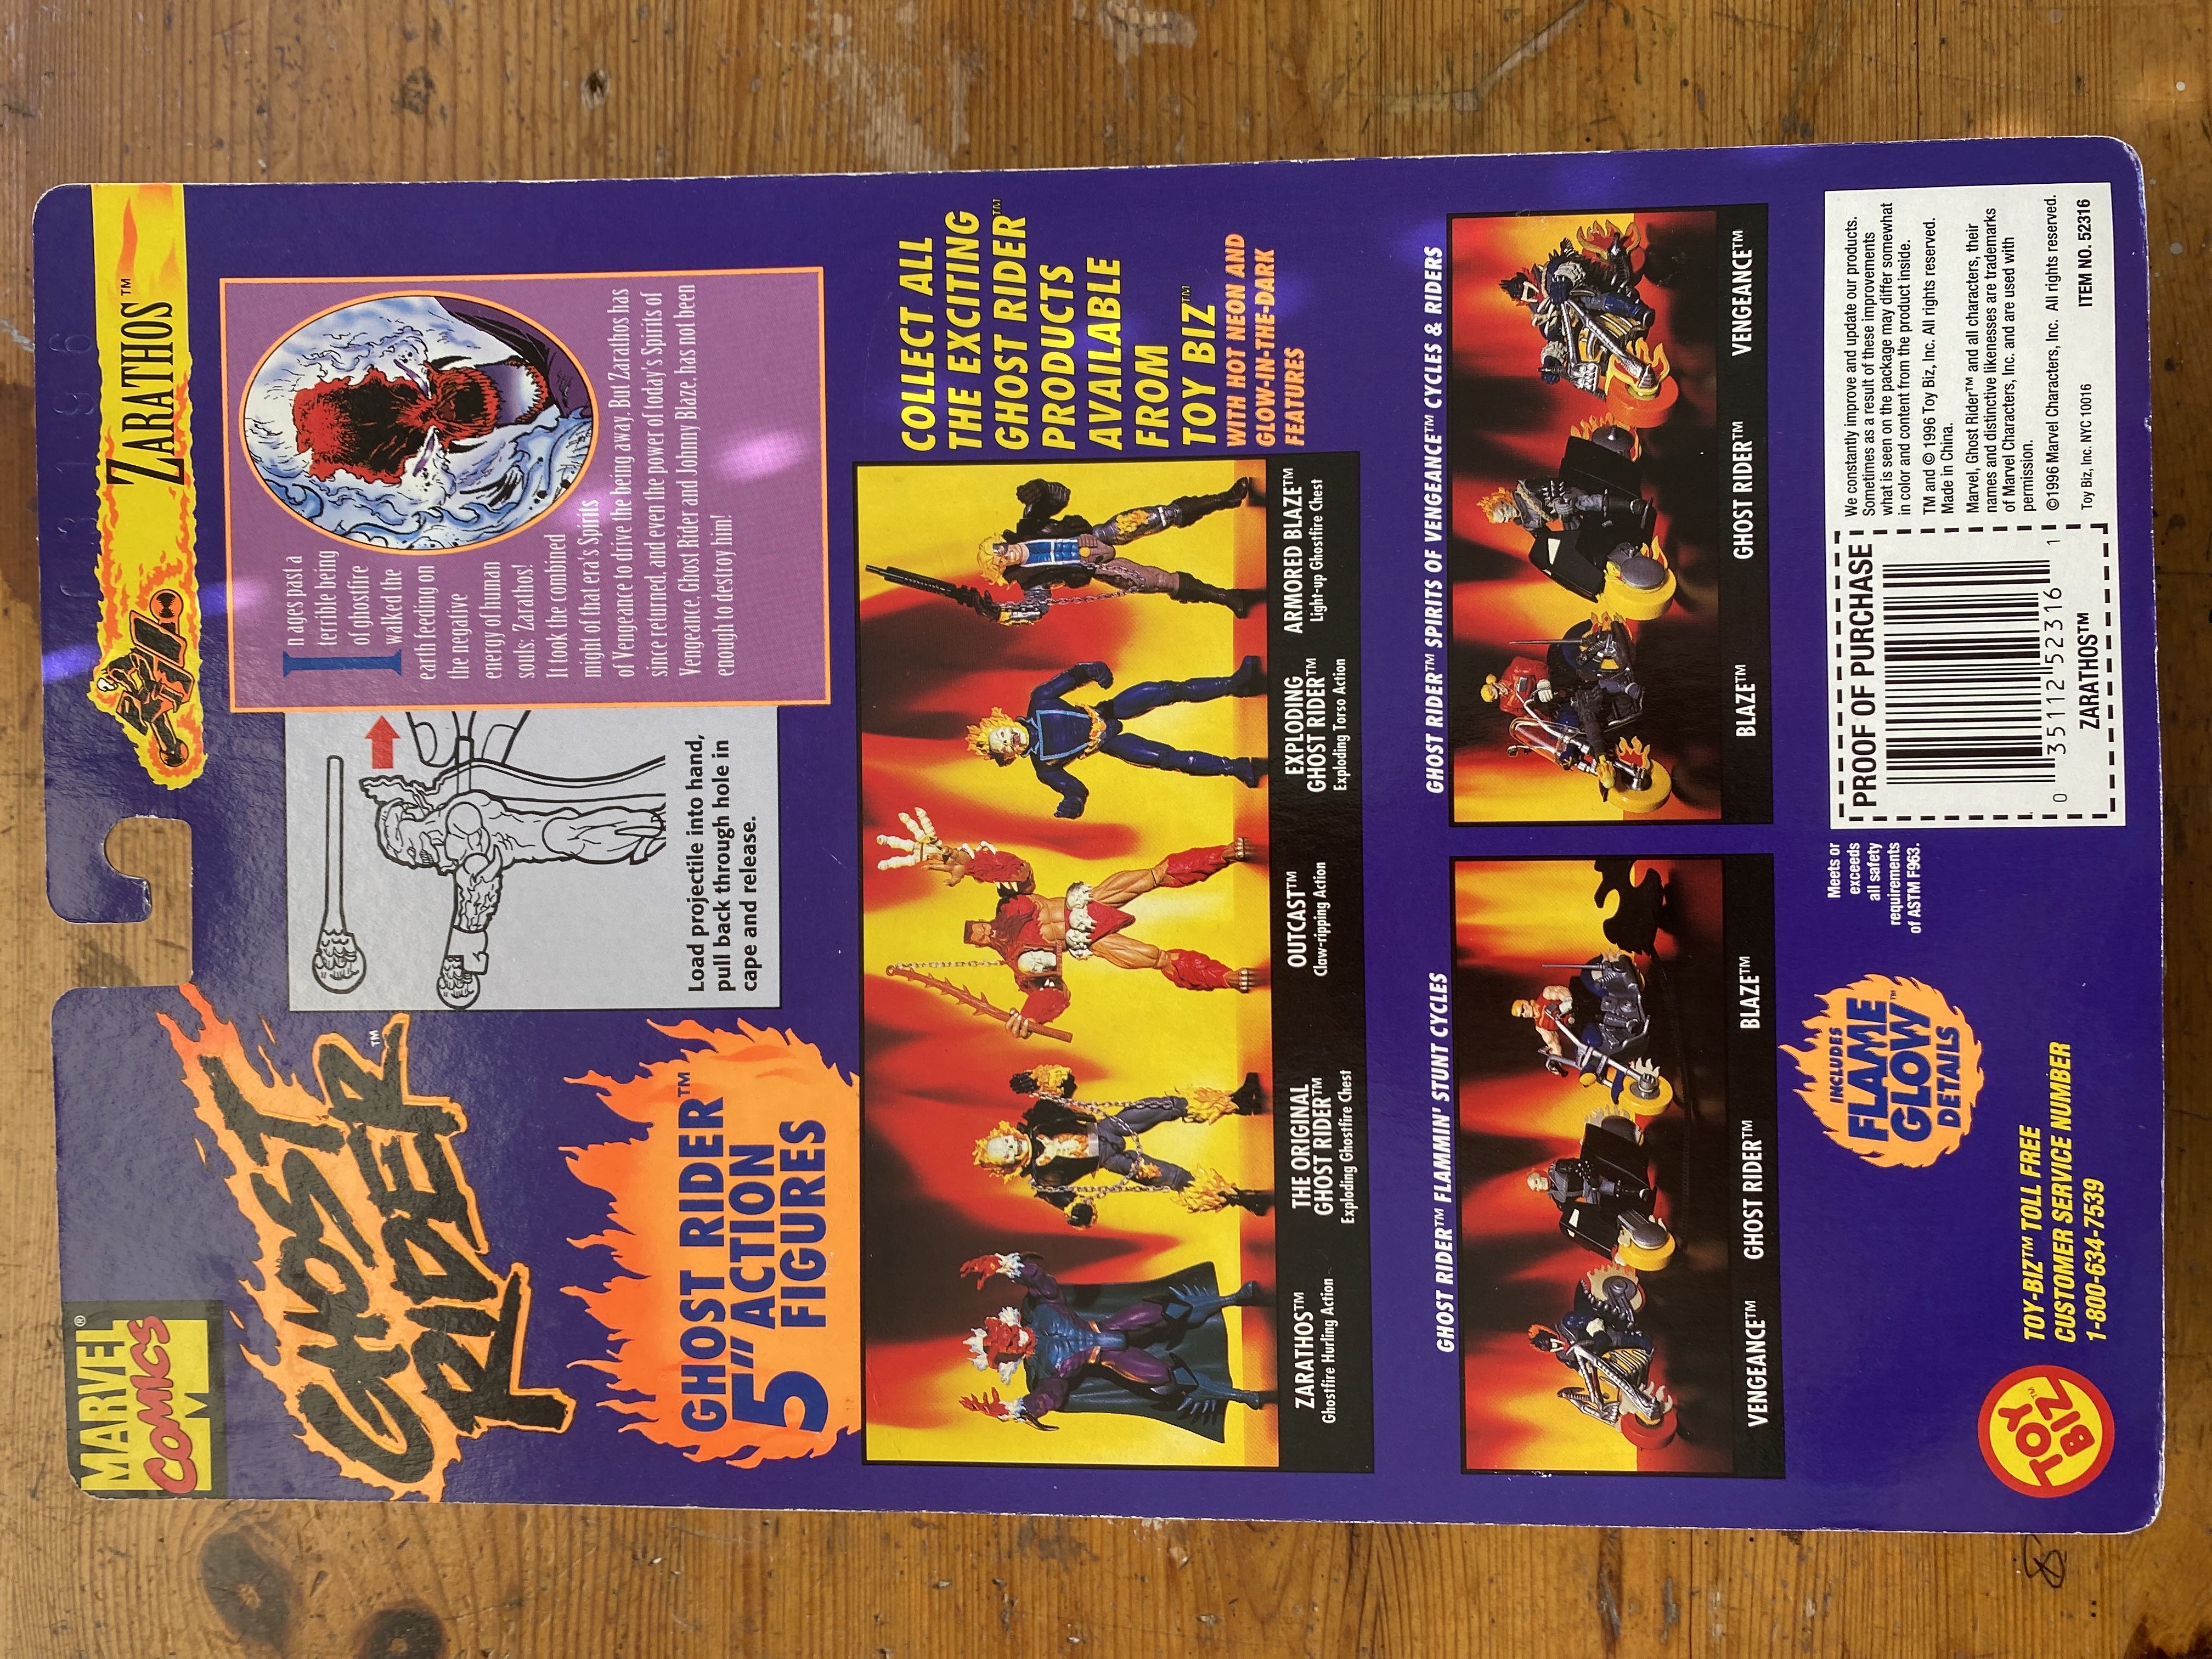 MARVEL®
COMICS
GHOST
RIDER™
ZARATHOS™
Load projectile into hand,
pull back through hole in
cape and release.
In ages past a
terrible being
of ghostfire
walked the
earth feeding on
the negative
energy of human
souls: Zarathos!
It took the combined
might of that era's Spirits
of Vengeance to drive the being away. But Zarathos has
since returned, and even the power of today's Spirits of
Vengeance, Ghost Rider and Johnny Blaze, has not been
enough to destroy him!
GHOST RIDER™
5" ACTION
FIGURES
COLLECT ALL
THE EXCITING
GHOST RIDER™
PRODUCTS
AVAILABLE
FROM
TOY BIZ™
WITH HOT NEON AND
GLOW-IN-THE-DARK
FEATURES
ZARATHOS™
Ghostfire Hurling Action
THE ORIGINAL
GHOST RIDER™
Exploding Ghostfire Chest
OUTCAST™
Claw-ripping Action
EXPLODING
GHOST RIDER™
Exploding Torso Action
ARMORED BLAZE™
Light-up Ghostfire Chest
GHOST RIDER™ FLAMMIN' STUNT CYCLES
VENGEANCE™
GHOST RIDER™
BLAZE™
GHOST RIDER™ SPIRITS OF VENGEANCE™ CYCLES & RIDERS
BLAZE™
GHOST RIDER™
VENGEANCE™
INCLUDES
FLAME
GLOW™
DETAILS
Meets or
exceeds
all safety
requirements
of ASTM F963.
TOY BIZ™
TOY-BIZ™ TOLL FREE
CUSTOMER SERVICE NUMBER
1-800-634-7539
PROOF OF PURCHASE
0 35112 52316 1
ZARATHOS™
We constantly improve and update our products.
Sometimes as a result of these improvements
what is seen on the package may differ somewhat
in color and content from the product inside.
TM and © 1996 Toy Biz, Inc. All rights reserved.
Made in China.
Marvel, Ghost Rider™ and all characters, their
names and distinctive likenesses are trademarks
of Marvel Characters, Inc. and are used with
permission.
©1996 Marvel Characters, Inc. All rights reserved.
Toy Biz, Inc. NYC 10016 ITEM NO. 52316